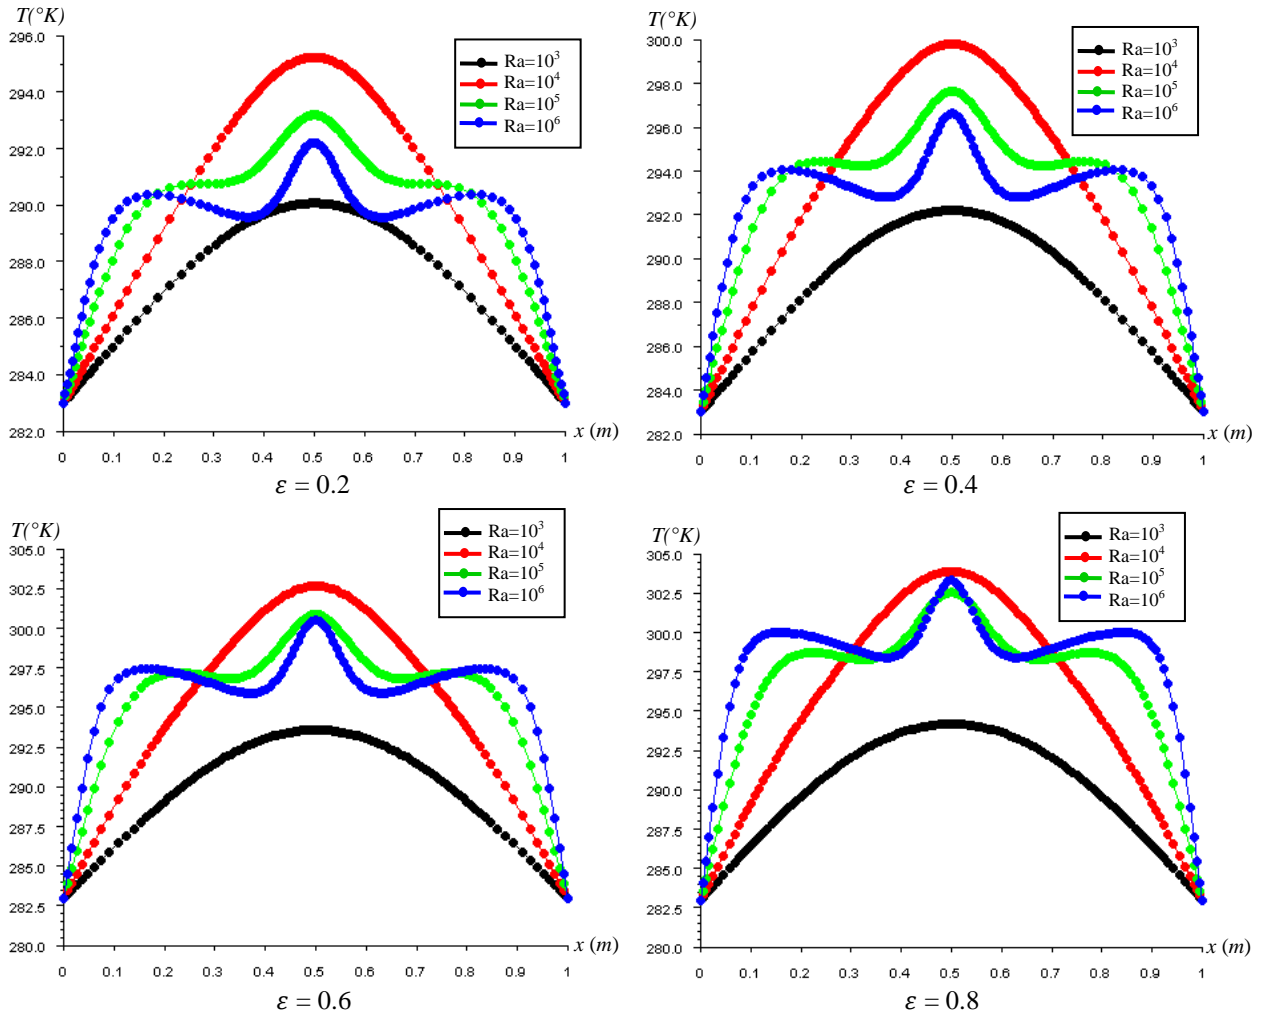 T(°K)
296.0
294.0
292.0
290.0
288.0
286.0
284.0
282.0
0 0.1 0.2 0.3 0.4 0.5 0.6 0.7 0.8 0.9 1
x (m)
Ra=10³
Ra=10⁴
Ra=10⁵
Ra=10⁶
ε = 0.2
T(°K)
300.0
298.0
296.0
294.0
292.0
290.0
288.0
286.0
284.0
282.0
0 0.1 0.2 0.3 0.4 0.5 0.6 0.7 0.8 0.9 1
x (m)
Ra=10³
Ra=10⁴
Ra=10⁵
Ra=10⁶
ε = 0.4
T(°K)
305.0
302.5
300.0
297.5
295.0
292.5
290.0
287.5
285.0
282.5
280.0
0 0.1 0.2 0.3 0.4 0.5 0.6 0.7 0.8 0.9 1
x (m)
Ra=10³
Ra=10⁴
Ra=10⁵
Ra=10⁶
ε = 0.6
T(°K)
305.0
302.5
300.0
297.5
295.0
292.5
290.0
287.5
285.0
282.5
280.0
0 0.1 0.2 0.3 0.4 0.5 0.6 0.7 0.8 0.9 1
x (m)
Ra=10³
Ra=10⁴
Ra=10⁵
Ra=10⁶
ε = 0.8